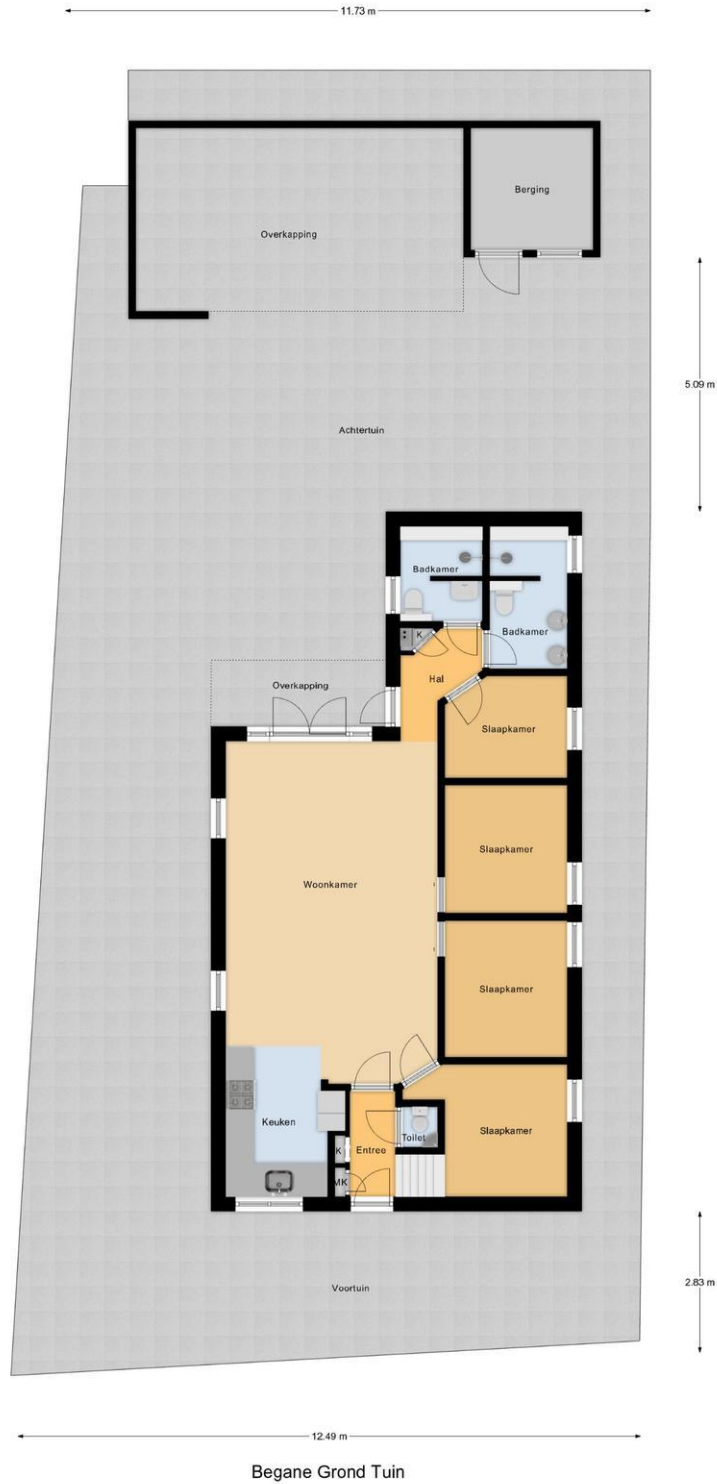 11.73 m
Berging
Overkapping
5.09 m
Achtertuin
Badkamer
Badkamer
K
Hal
Overkapping
Slaapkamer
Slaapkamer
Woonkamer
Slaapkamer
Keuken
Toilet
Slaapkamer
K
Entree
MK
2.83 m
Voortuin
12.49 m
Begane Grond Tuin